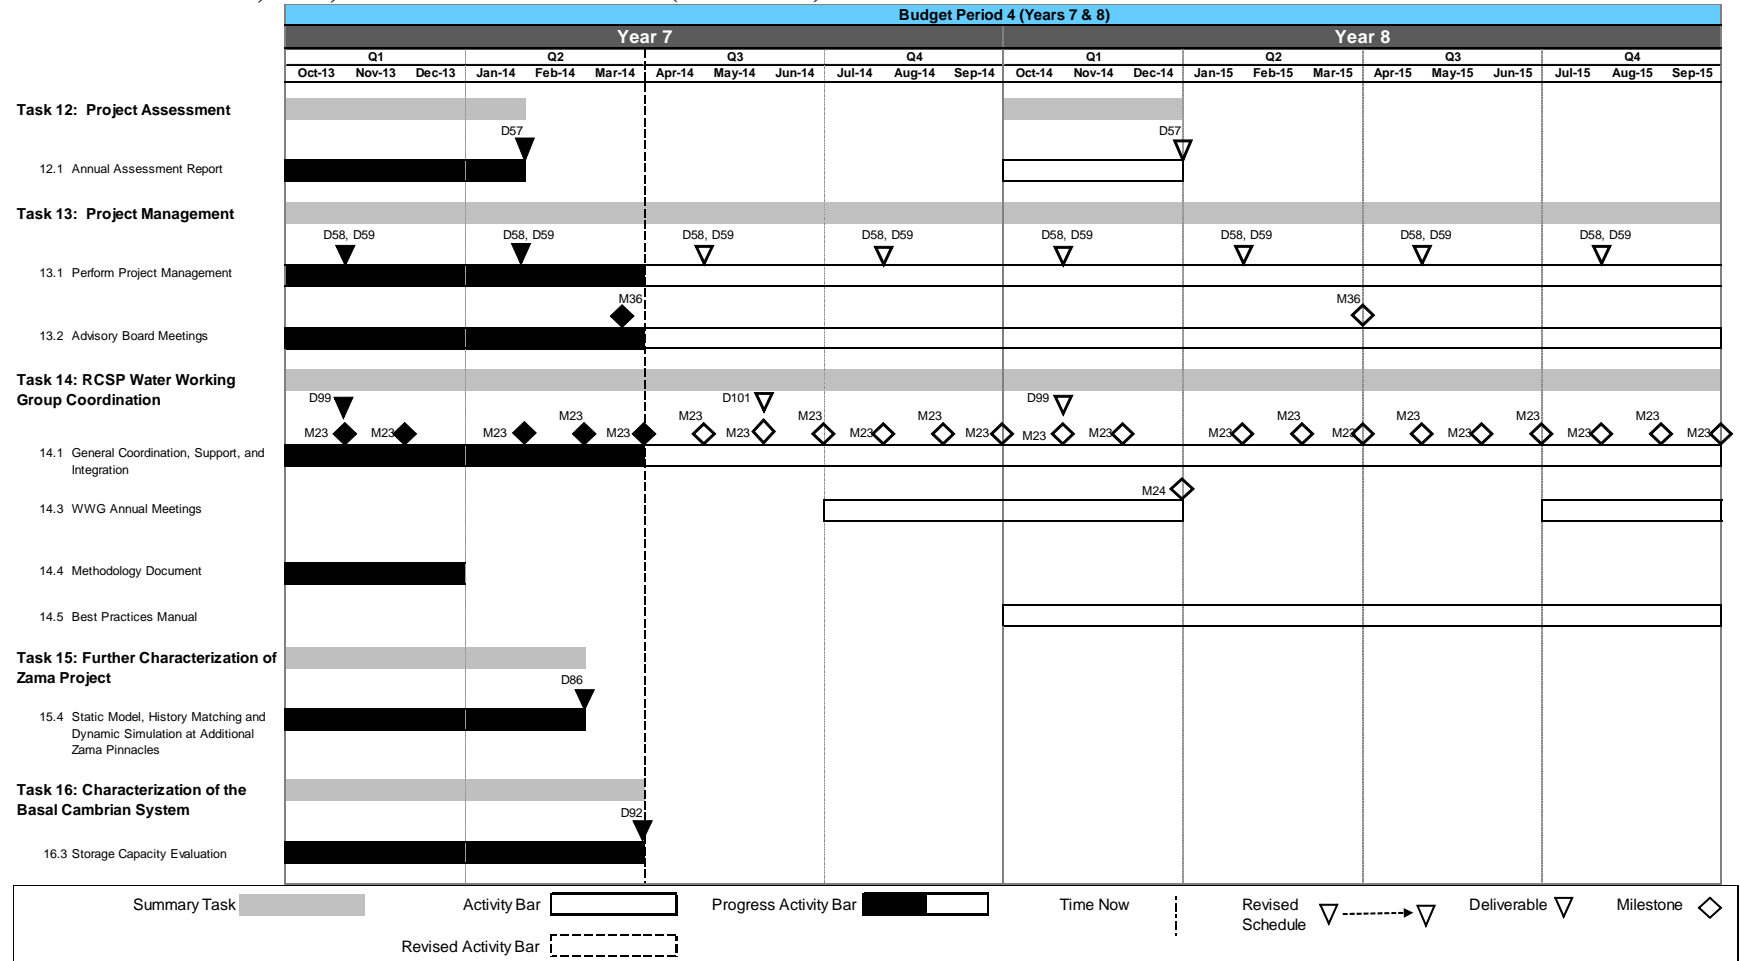 Budget Period 4 (Years 7 & 8)
Year 7 Year 8
Q1 Q2 Q3 Q4 Q1 Q2 Q3 Q4
Oct-13 Nov-13 Dec-13 Jan-14 Feb-14 Mar-14 Apr-14 May-14 Jun-14 Jul-14 Aug-14 Sep-14 Oct-14 Nov-14 Dec-14 Jan-15 Feb-15 Mar-15 Apr-15 May-15 Jun-15 Jul-15 Aug-15 Sep-15
Task 12: Project Assessment
D57 D57
12.1 Annual Assessment Report
Task 13: Project Management
D58, D59 D58, D59 D58, D59 D58, D59 D58, D59 D58, D59 D58, D59 D58, D59
13.1 Perform Project Management
M36 M36
13.2 Advisory Board Meetings
Task 14: RCSP Water Working
Group Coordination
D99 D101 D99
M23 M23 M23 M23 M23 M23 M23
M23 M23 M23 M23 M23 M23 M23 M23 M23 M23 M23 M23 M23 M23
14.1 General Coordination, Support, and
Integration
M24
14.3 WWG Annual Meetings
14.4 Methodology Document
14.5 Best Practices Manual
Task 15: Further Characterization of
Zama Project
D86
15.4 Static Model, History Matching and
Dynamic Simulation at Additional
Zama Pinnacles
Task 16: Characterization of the
Basal Cambrian System
D92
16.3 Storage Capacity Evaluation
Summary Task Activity Bar Progress Activity Bar Time Now Revised
Schedule Deliverable Milestone
Revised Activity Bar